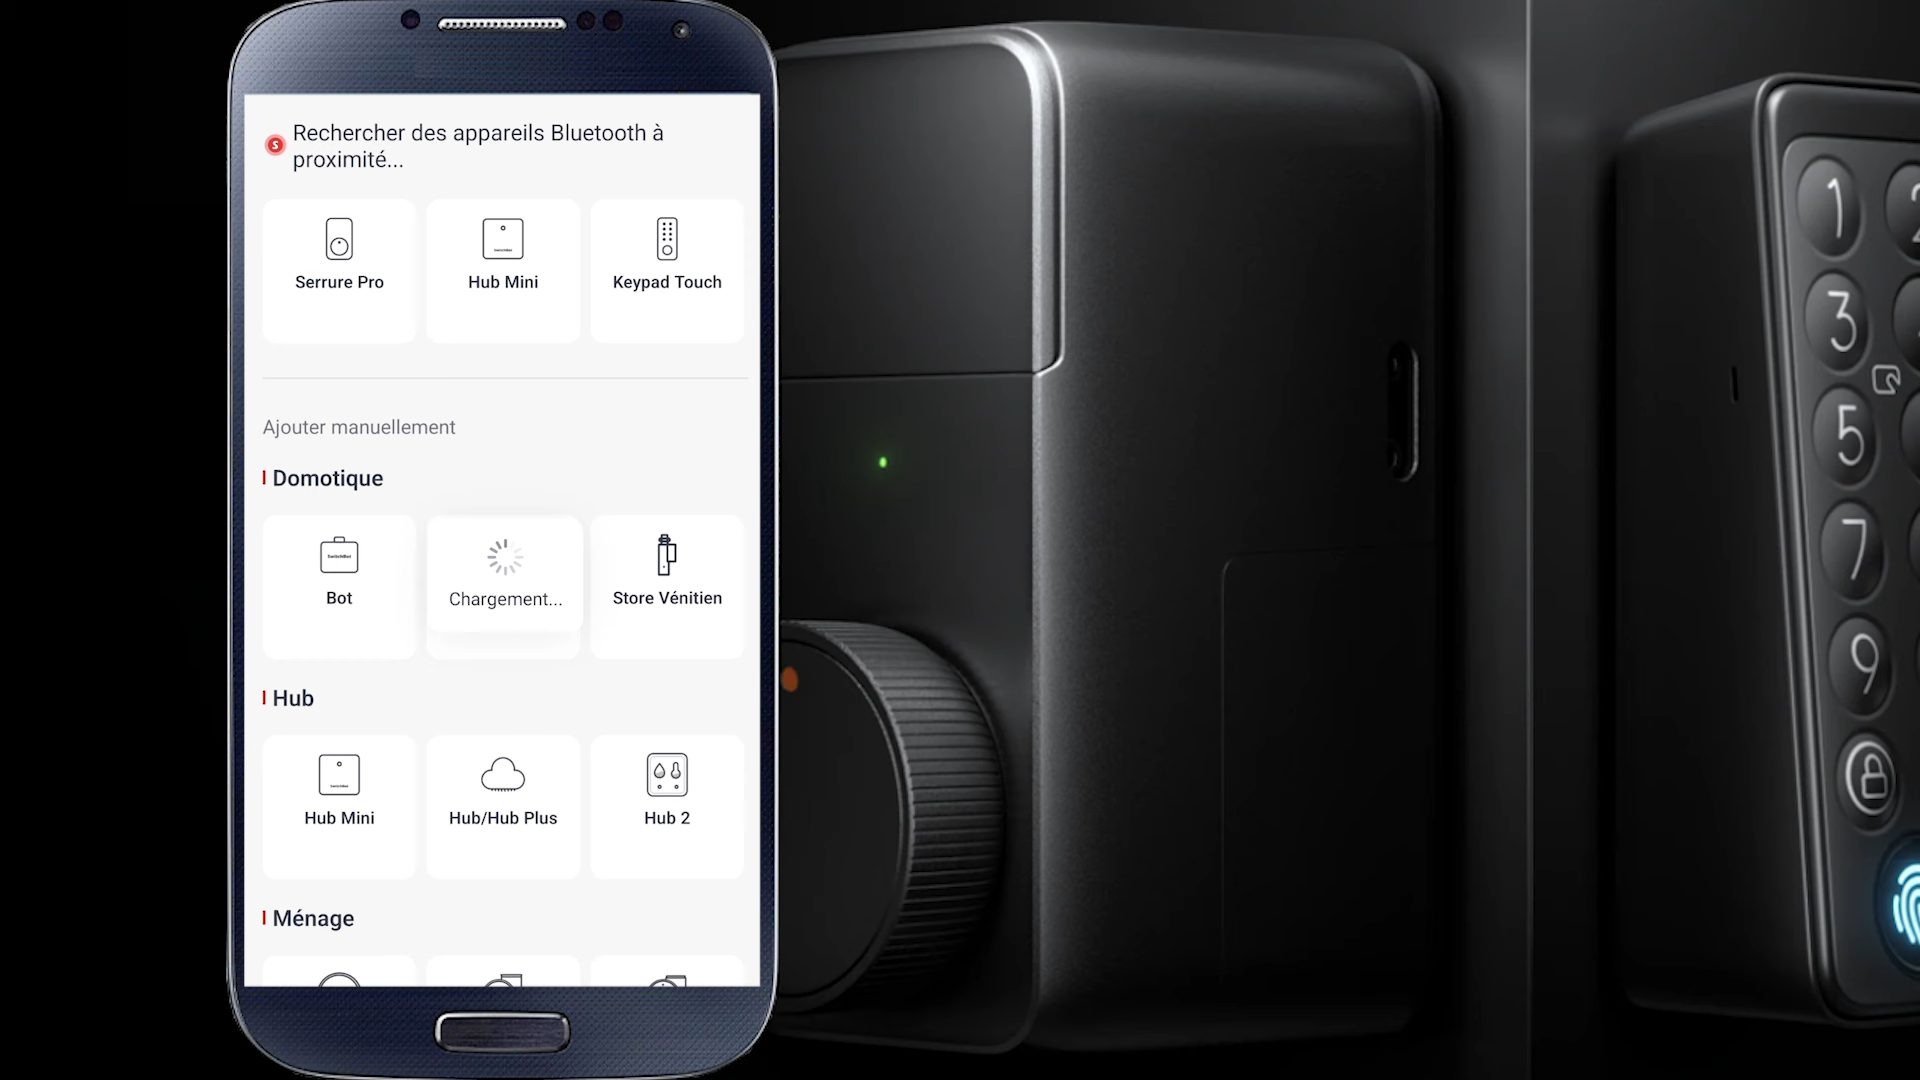 Rechercher des appareils Bluetooth à
proximité...
Serrure Pro
Hub Mini
Keypad Touch
Ajouter manuellement
Domotique
Bot
Chargement...
Store Vénitien
Hub
Hub Mini
Hub/Hub Plus
Hub 2
Ménage
1
2
3
5
7
9